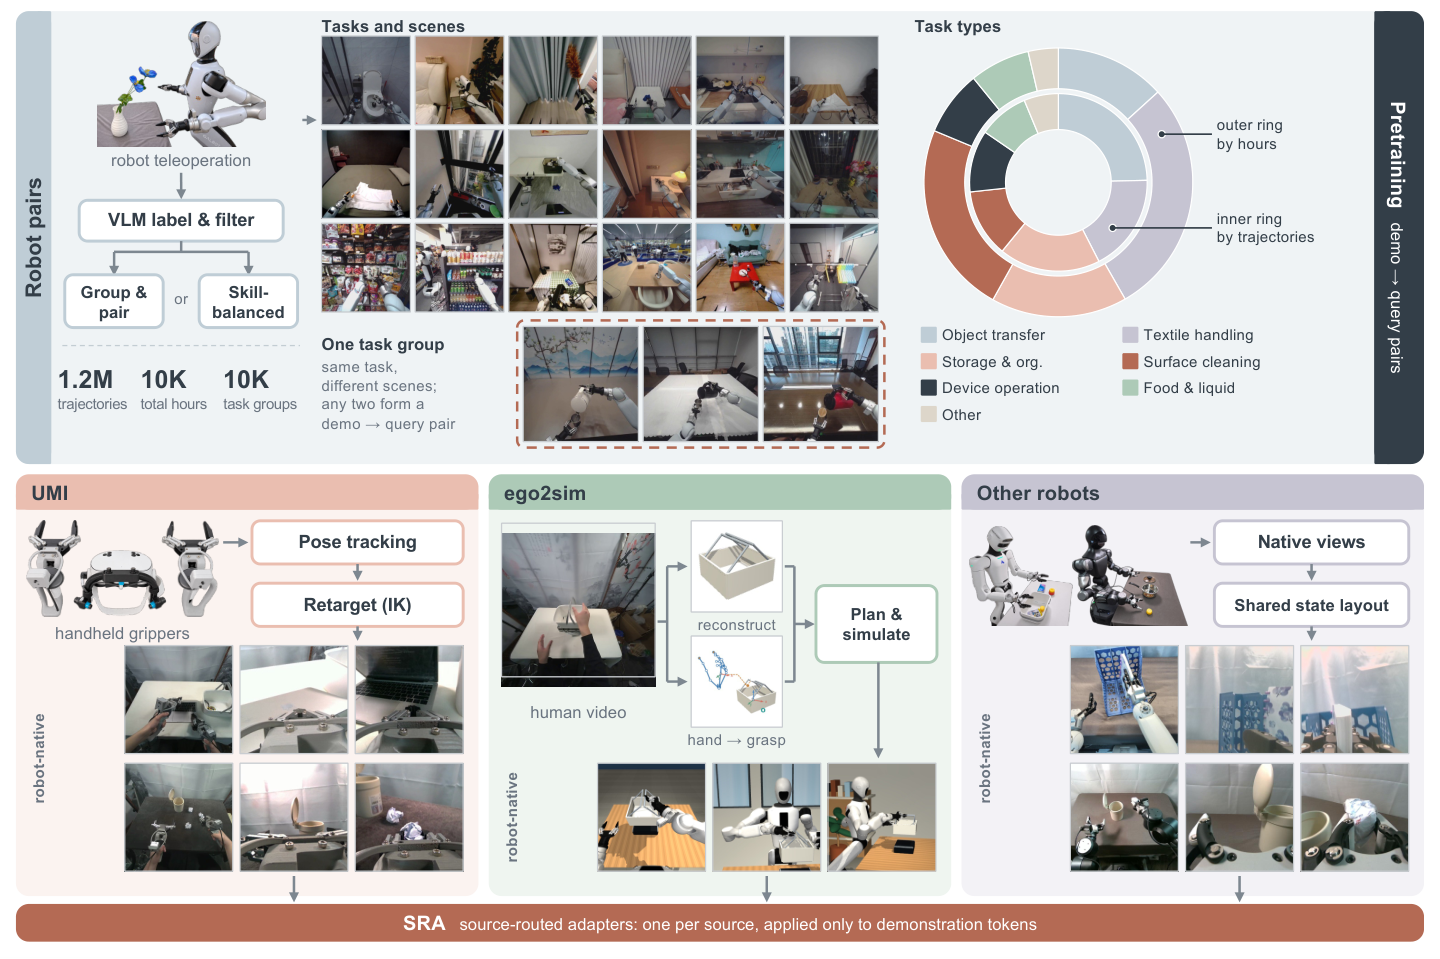 Robot pairs
robot teleoperation
VLM label & filter
Group &
pair
or
Skill-
balanced
1.2M
trajectories
10K
total hours
10K
task groups
Tasks and scenes
One task group
same task,
different scenes;
any two form a
demo → query pair
Task types
outer ring
by hours
inner ring
by trajectories
Object transfer
Textile handling
Storage & org.
Surface cleaning
Device operation
Food & liquid
Other
Pretraining demo → query pairs
UMI
handheld grippers
Pose tracking
Retarget (IK)
robot-native
ego2sim
human video
reconstruct
hand → grasp
Plan &
simulate
robot-native
Other robots
Native views
Shared state layout
robot-native
SRA source-routed adapters: one per source, applied only to demonstration tokens